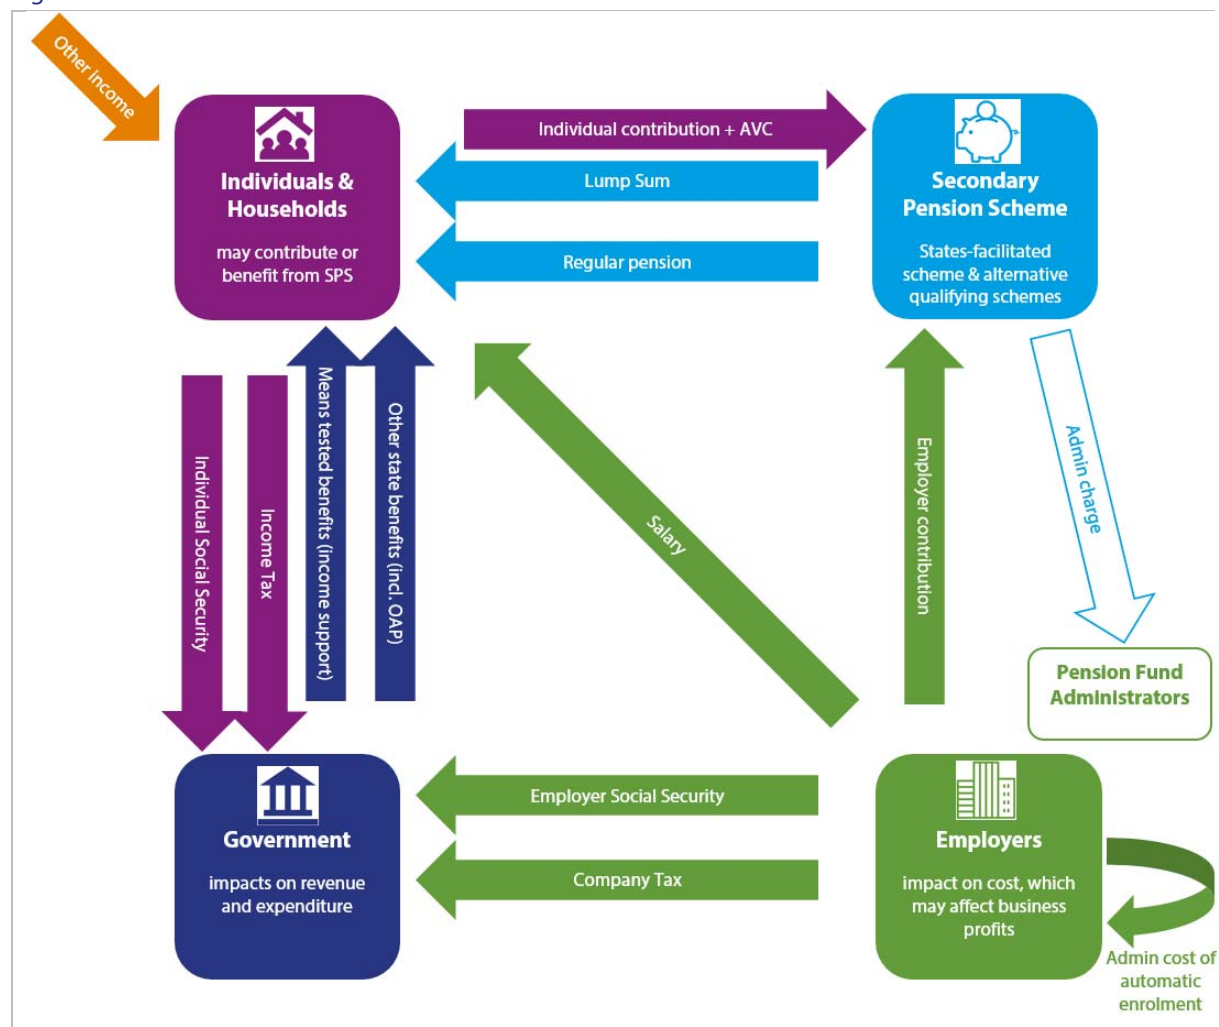 Other income
Individuals &
Households
may contribute or
benefit from SPS
Individual contribution + AVC
Lump Sum
Regular pension
Secondary
Pension Scheme
States-facilitated
scheme & alternative
qualifying schemes
Individual Social Security
Income Tax
Means tested benefits (income support)
Other state benefits (incl. OAP)
Salary
Employer contribution
Admin charge
Pension Fund
Administrators
Government
impacts on revenue
and expenditure
Employer Social Security
Company Tax
Employers
impact on cost, which
may affect business
profits
Admin cost of
automatic
enrolment